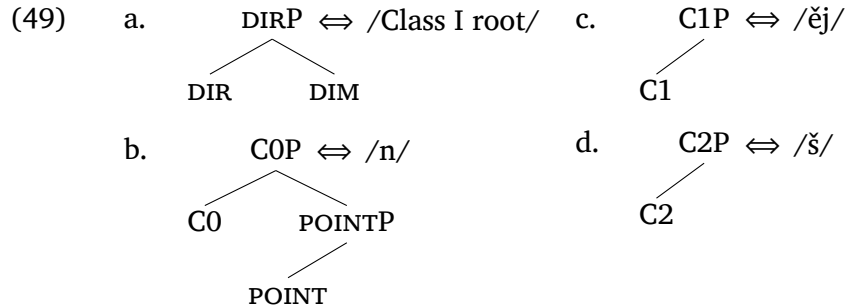 (49) a. DIRP ⇔ /Class I root/ c. C1P ⇔ /ěj/
DIR DIM C1
b. C0P ⇔ /n/ d. C2P ⇔ /š/
C0 POINTP C2
POINT